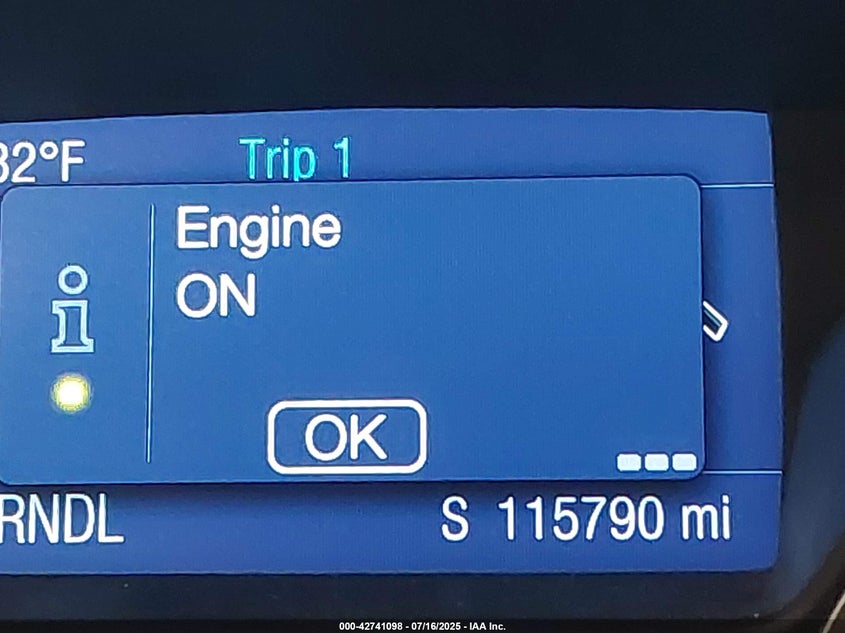 32°F Trip 1
Engine
ON
OK
RNDL S 115790 mi
000-42741098 - 07/16/2025 - IAA Inc.